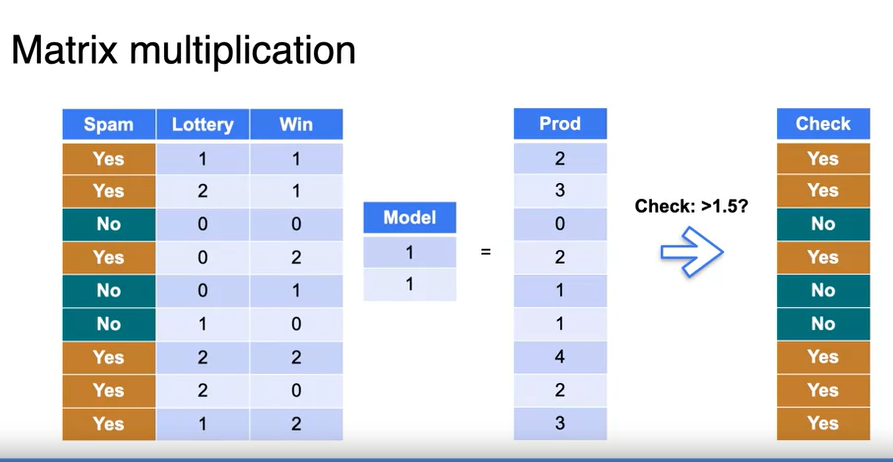 Matrix multiplication
Spam Lottery Win
Yes 1 1
Yes 2 1
No 0 0
Yes 0 2
No 0 1
No 1 0
Yes 2 2
Yes 2 0
Yes 1 2
Model
1
1
=
Prod
2
3
0
2
1
1
4
2
3
Check: >1.5?
Check
Yes
Yes
No
Yes
No
No
Yes
Yes
Yes